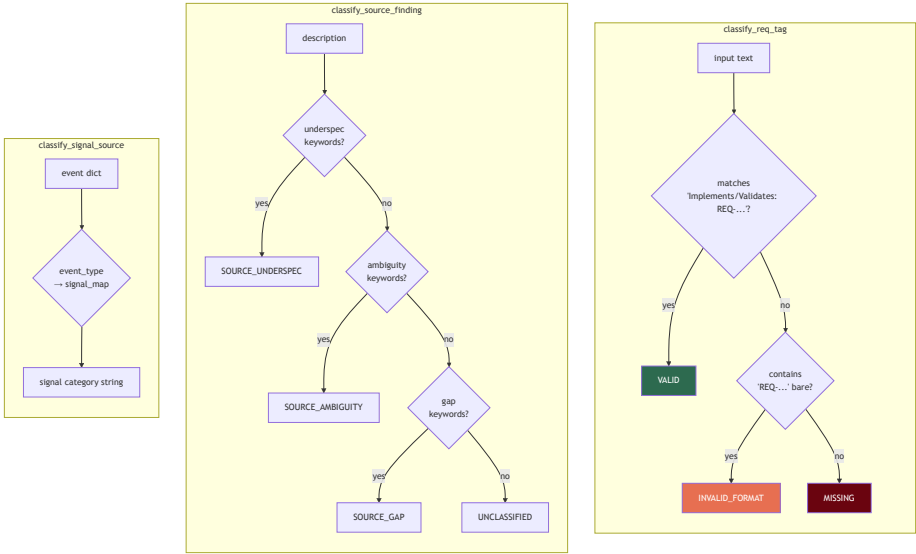 classify_signal_source
event dict
event_type
→ signal_map
signal category string
classify_source_finding
description
underspec
keywords?
yes
no
SOURCE_UNDERSPEC
ambiguity
keywords?
yes
no
SOURCE_AMBIGUITY
gap
keywords?
yes
no
SOURCE_GAP
UNCLASSIFIED
classify_req_tag
input text
matches
'Implements/Validates:
REQ-...'?
yes
no
VALID
contains
'REQ-...' bare?
yes
no
INVALID_FORMAT
MISSING